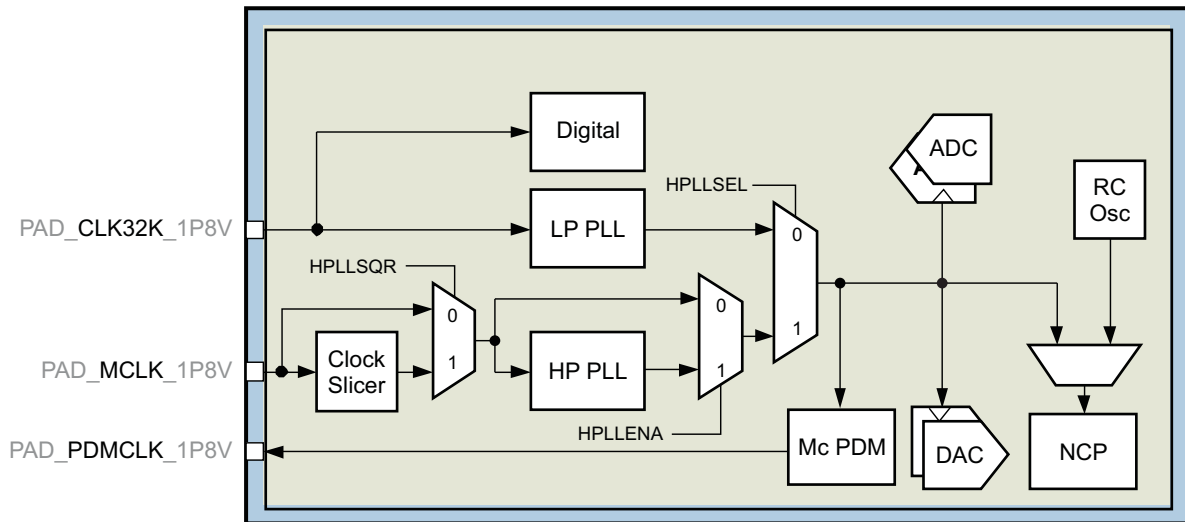 Digital
ADC
A
HPLLSEL
RC
Osc
PAD_CLK32K_1P8V
LP PLL
0
HPLLSQR
0
0
1
PAD_MCLK_1P8V
Clock
Slicer
1
HP PLL
1
HPLLENA
PAD_PDMCLK_1P8V
Mc PDM
DAC
NCP